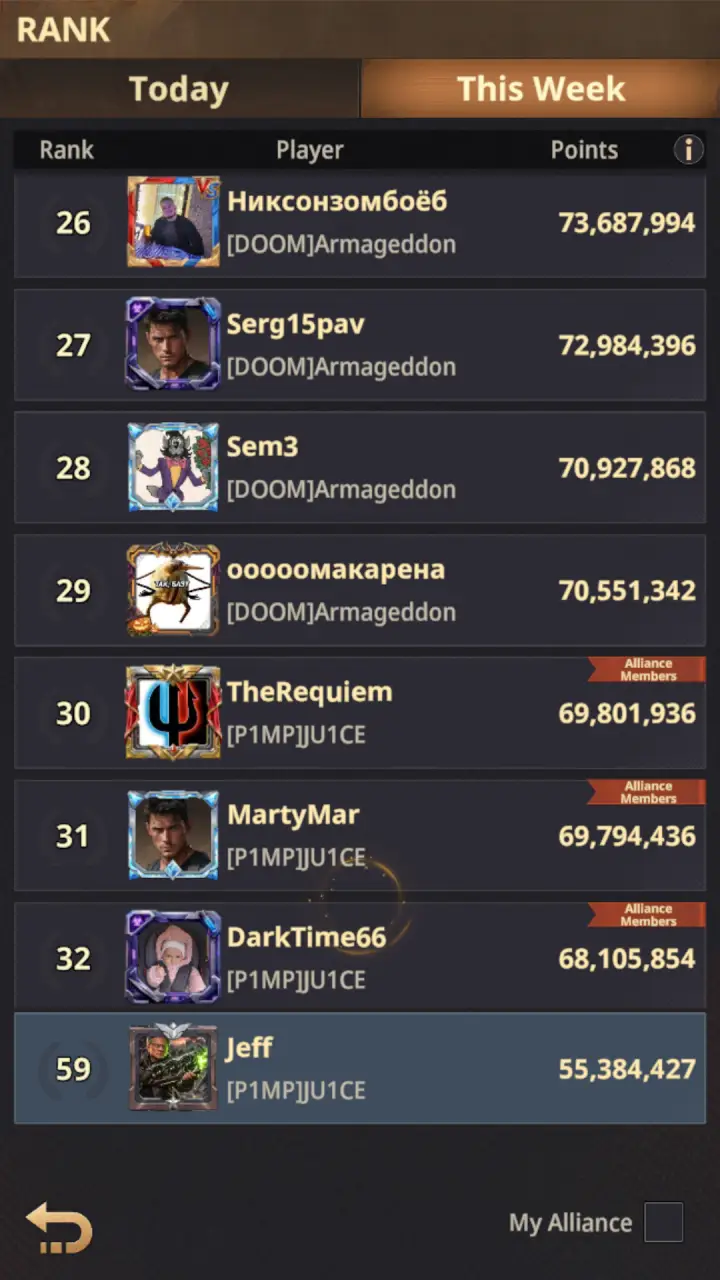 RANK
Today
This Week
Rank
Player
Points
26
Никсонзомбоёб
73,687,994
[DOOM]Armageddon
27
Serg15pav
72,984,396
[DOOM]Armageddon
28
Sem3
70,927,868
[DOOM]Armageddon
29
ооооомакарена
70,551,342
[DOOM]Armageddon
ТАК, БАЗУ
Alliance
Members
30
TheRequiem
69,801,936
[P1MP]JU1CE
Alliance
Members
31
MartyMar
69,794,436
[P1MP]JU1CE
Alliance
Members
32
DarkTime66
68,105,854
[P1MP]JU1CE
59
Jeff
55,384,427
[P1MP]JU1CE
My Alliance